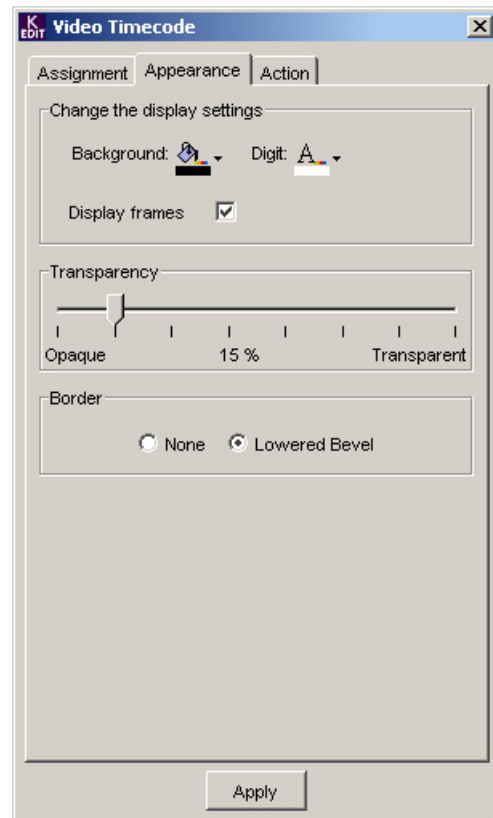 K EDIT Video Timecode
Assignment Appearance Action
Change the display settings
Background: Digit: A
Display frames
Transparency
Opaque 15 % Transparent
Border
None Lowered Bevel
Apply